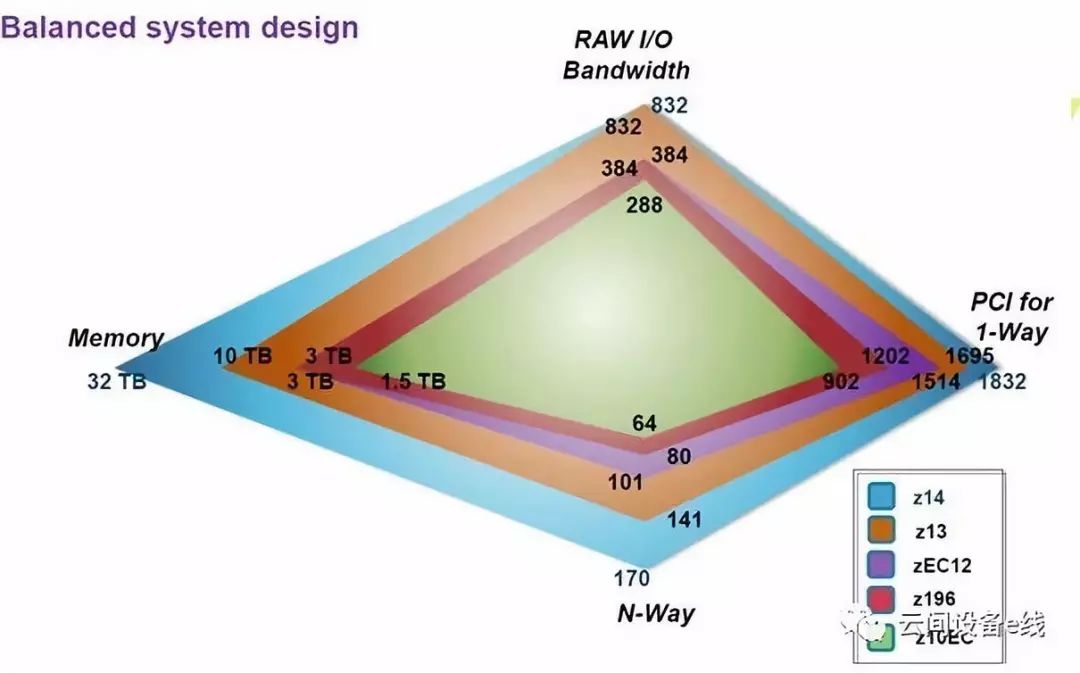 Balanced system design
RAW I/O
Bandwidth
832
832
384
384
288
PCI for
1-Way
Memory
10 TB
3 TB
1202
1695
32 TB
3 TB
1.5 TB
902
1514
1832
64
80
101
141
170
N-Way
z14
z13
zEC12
z196
z10EC
云间设备e线